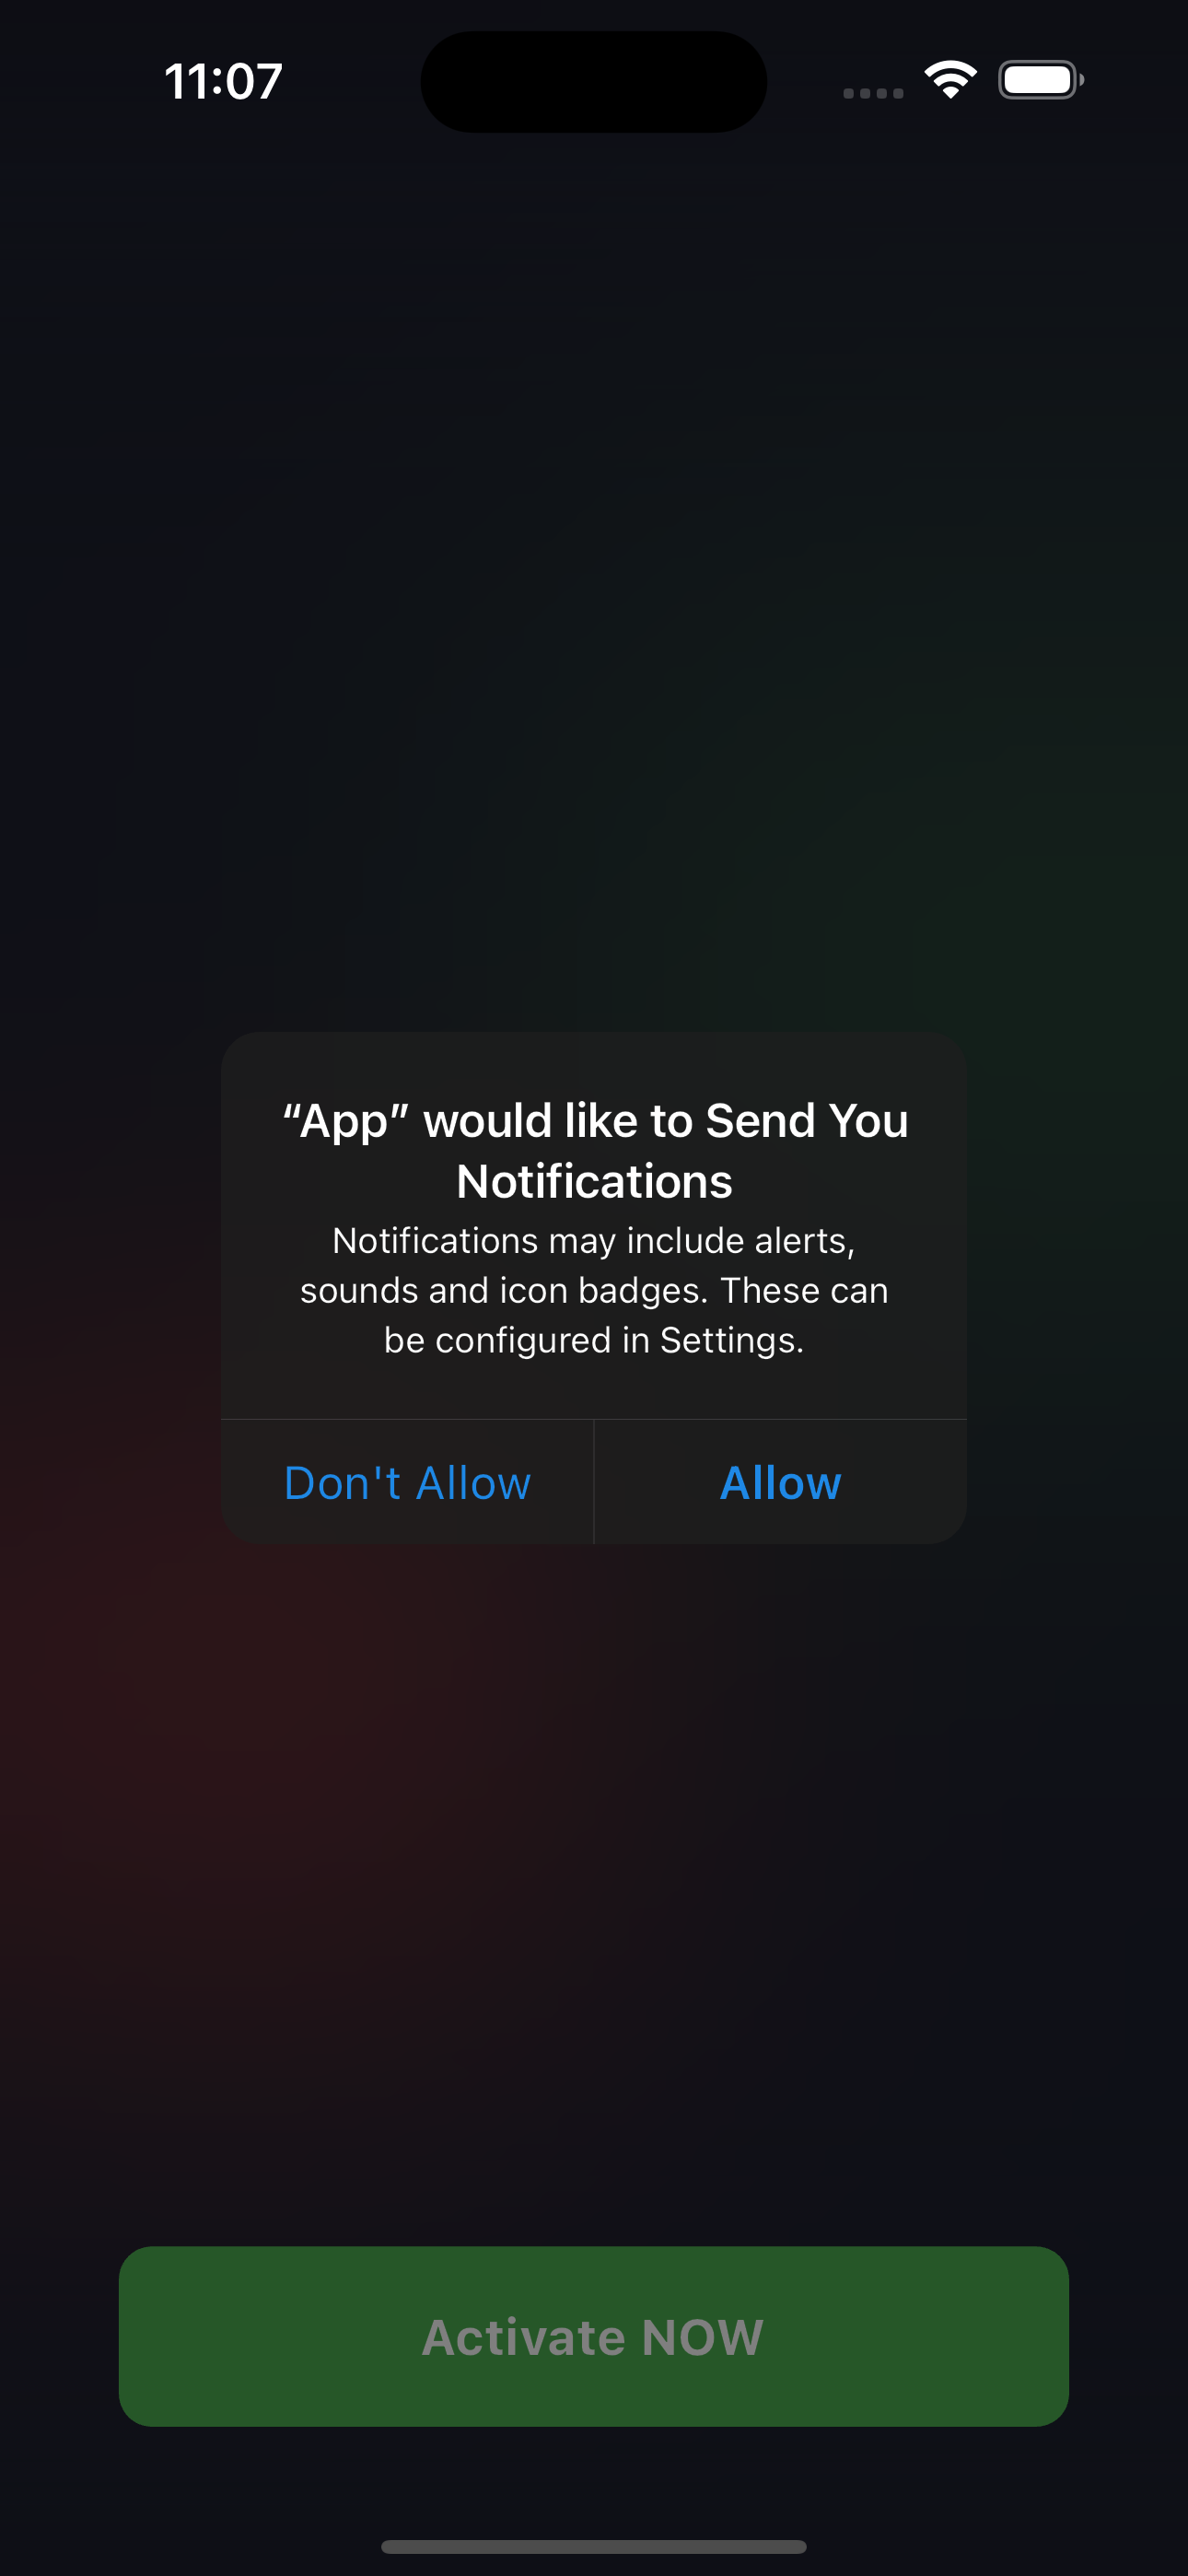 11:07
“App” would like to Send You
Notifications
Notifications may include alerts,
sounds and icon badges. These can
be configured in Settings.
Don't Allow
Allow
Activate NOW